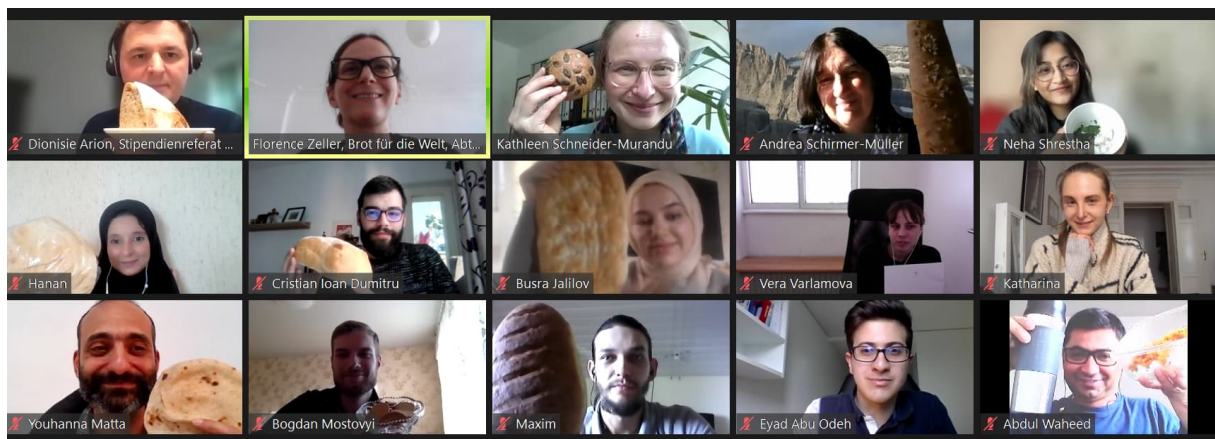 Dionisie Arion, Stipendienreferat ...
Florence Zeller, Brot für die Welt, Abt...
Kathleen Schneider-Murandu
Andrea Schirmer-Müller
Neha Shrestha
Hanan
Cristian Ioan Dumitru
Busra Jalilov
Vera Varlamova
Katharina
Youhanna Matta
Bogdan Mostovyi
Maxim
Eyad Abu Odeh
Abdul Waheed